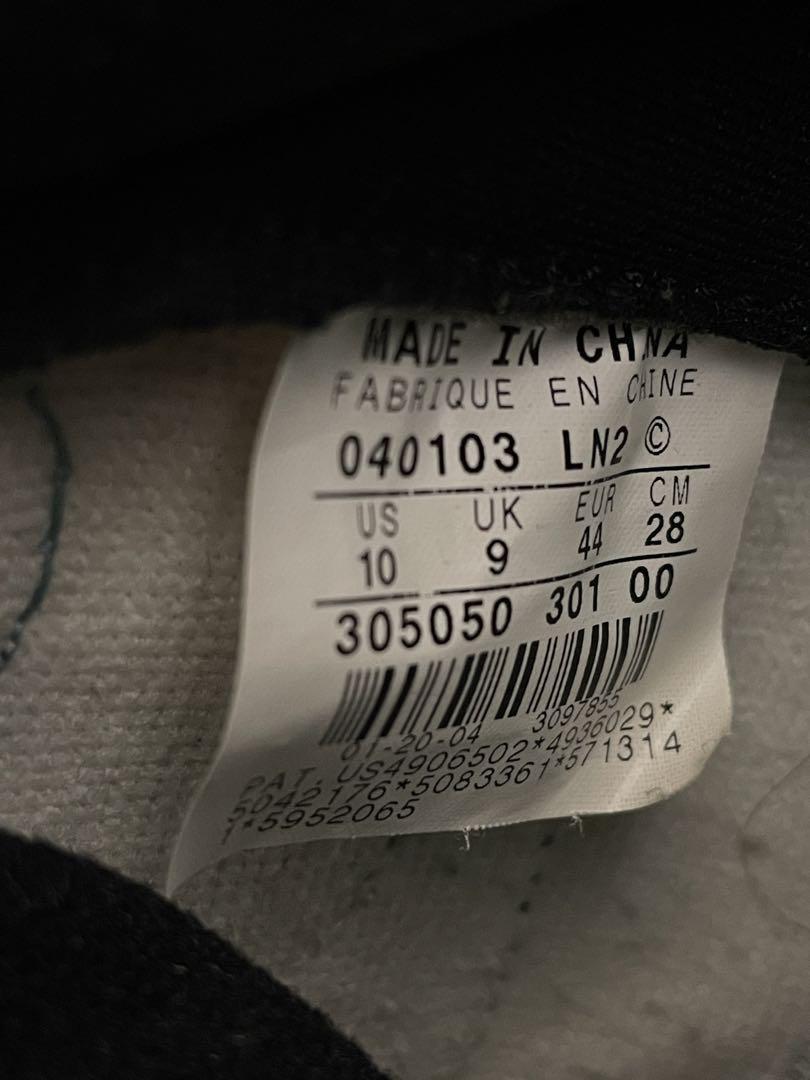 MADE IN CHINA
FABRIQUE EN CHINE
040103 LN2 ©
US UK EUR CM
10 9 44 28
305050 301 00
01-20-04 3097855
PAT. US4906502*4936029*
5042176*5083361*571314
1*5952065